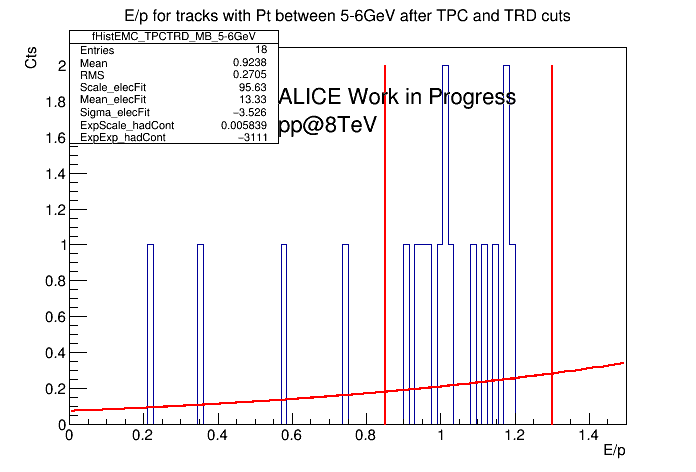 E/p for tracks with Pt between 5-6GeV after TPC and TRD cuts
fHistEMC_TPCTRD_MB_5-6GeV
Entries 18
Mean 0.9238
RMS 0.2705
Scale_elecFit 95.63
Mean_elecFit 13.33
Sigma_elecFit −3.526
ExpScale_hadCont 0.005839
ExpExp_hadCont −3111
ALICE Work in Progress
pp@8TeV
Cts
2
1.8
1.6
1.4
1.2
1
0.8
0.6
0.4
0.2
0
0 0.2 0.4 0.6 0.8 1 1.2 1.4
E/p